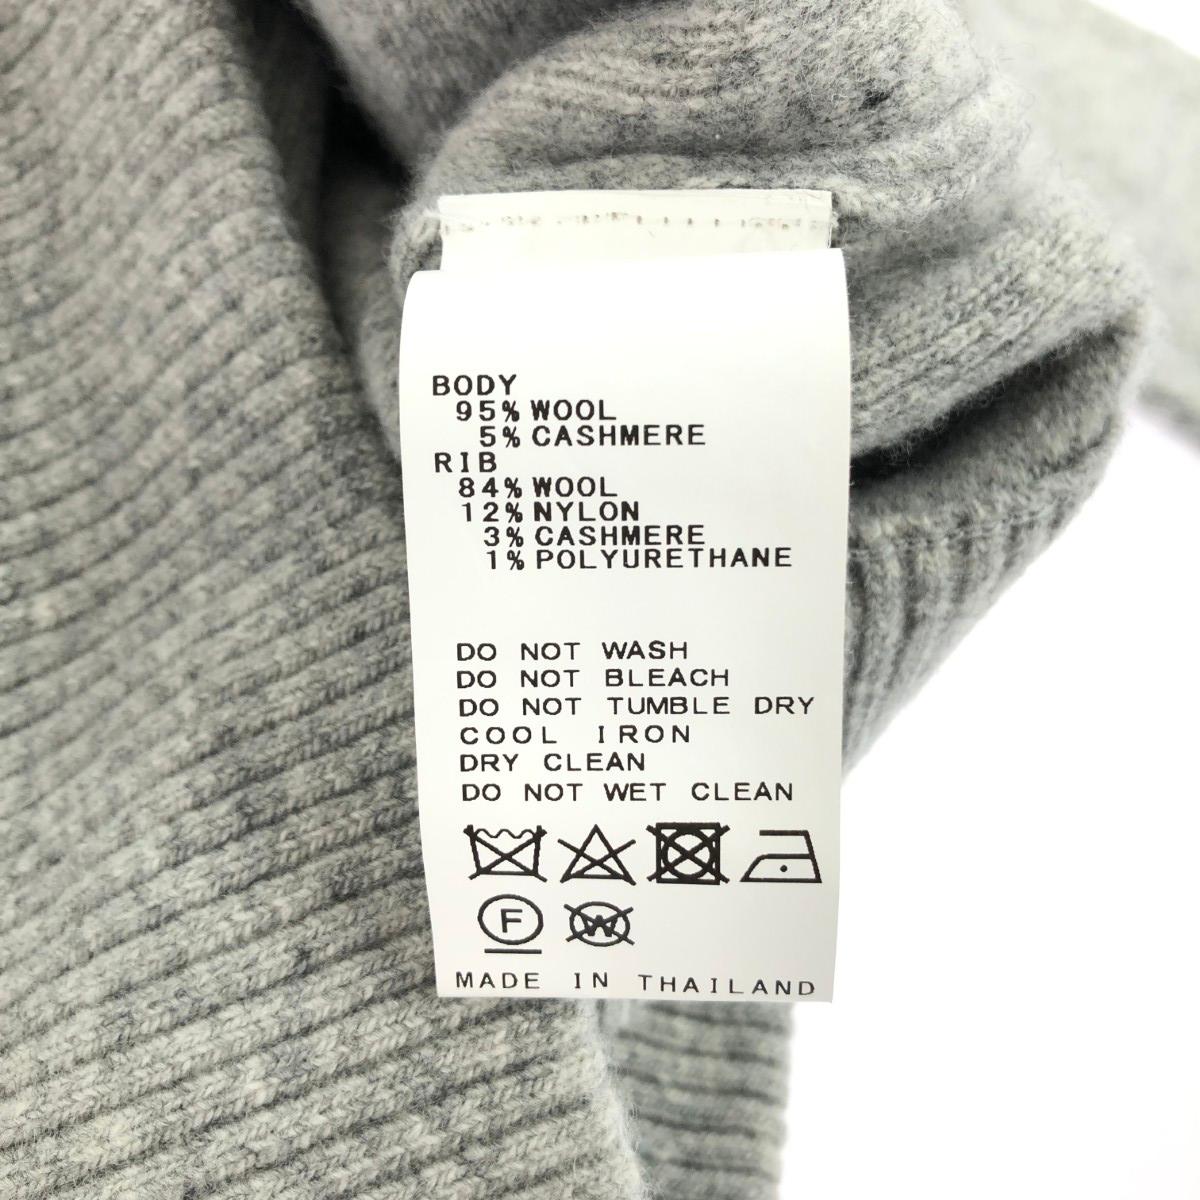 BODY
95% WOOL
5% CASHMERE
RIB
84% WOOL
12% NYLON
3% CASHMERE
1% POLYURETHANE
DO NOT WASH
DO NOT BLEACH
DO NOT TUMBLE DRY
COOL IRON
DRY CLEAN
DO NOT WET CLEAN
F W
MADE IN THAILAND